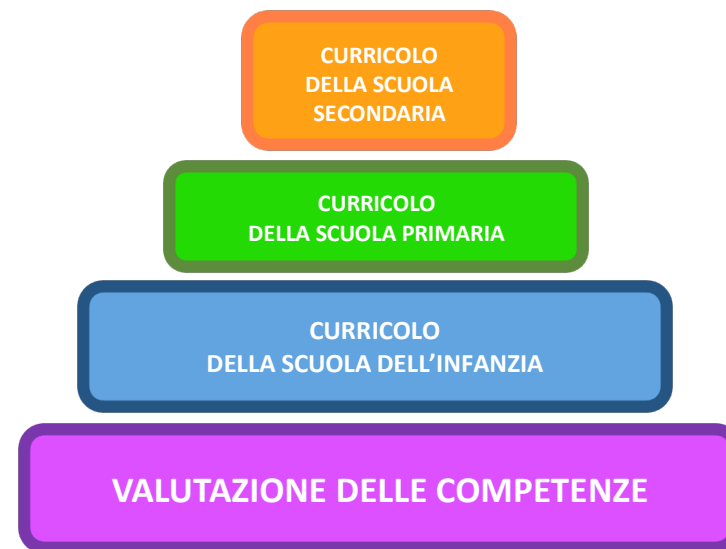 CURRICOLO
DELLA SCUOLA
SECONDARIA
CURRICOLO
DELLA SCUOLA PRIMARIA
CURRICOLO
DELLA SCUOLA DELL’INFANZIA
VALUTAZIONE DELLE COMPETENZE